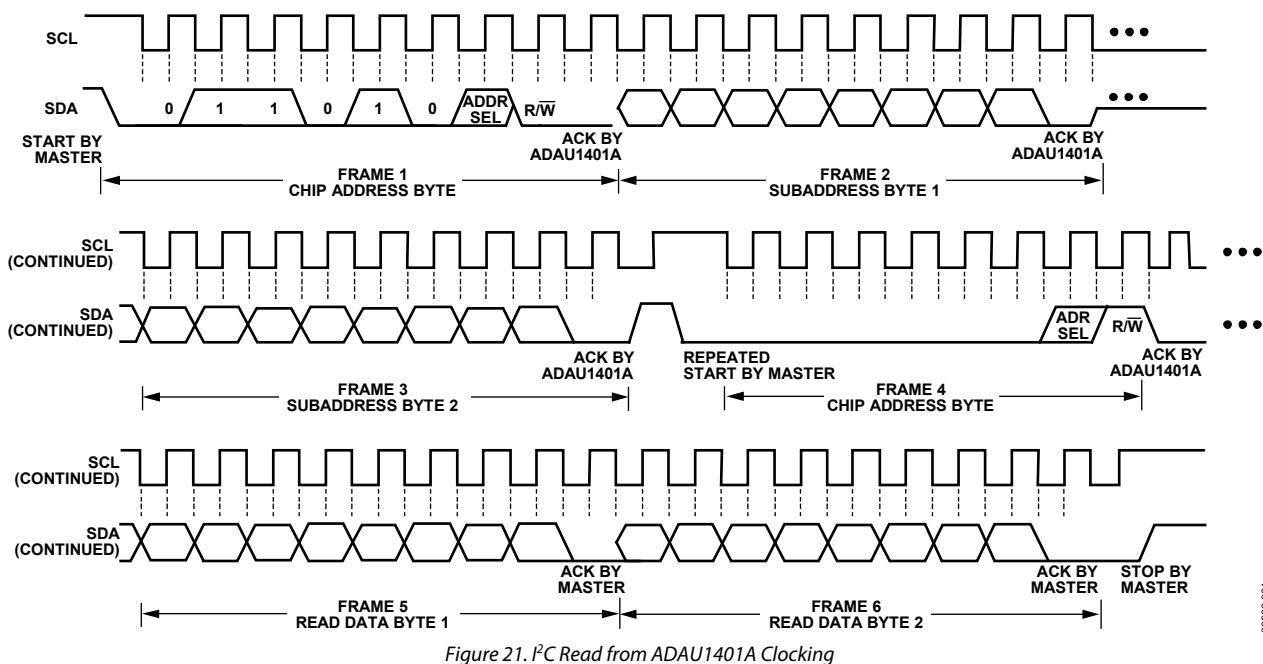 SCL
SDA
0 1 1 0 1 0 ADDR SEL R/W̅
START BY MASTER
ACK BY ADAU1401A
ACK BY ADAU1401A
FRAME 1
CHIP ADDRESS BYTE
FRAME 2
SUBADDRESS BYTE 1
SCL
(CONTINUED)
SDA
(CONTINUED)
ADR SEL
R/W̅
ACK BY
ADAU1401A
REPEATED
START BY MASTER
ACK BY
ADAU1401A
FRAME 3
SUBADDRESS BYTE 2
FRAME 4
CHIP ADDRESS BYTE
SCL
(CONTINUED)
SDA
(CONTINUED)
ACK BY
MASTER
ACK BY
MASTER
STOP BY
MASTER
FRAME 5
READ DATA BYTE 1
FRAME 6
READ DATA BYTE 2
Figure 21. I²C Read from ADAU1401A Clocking